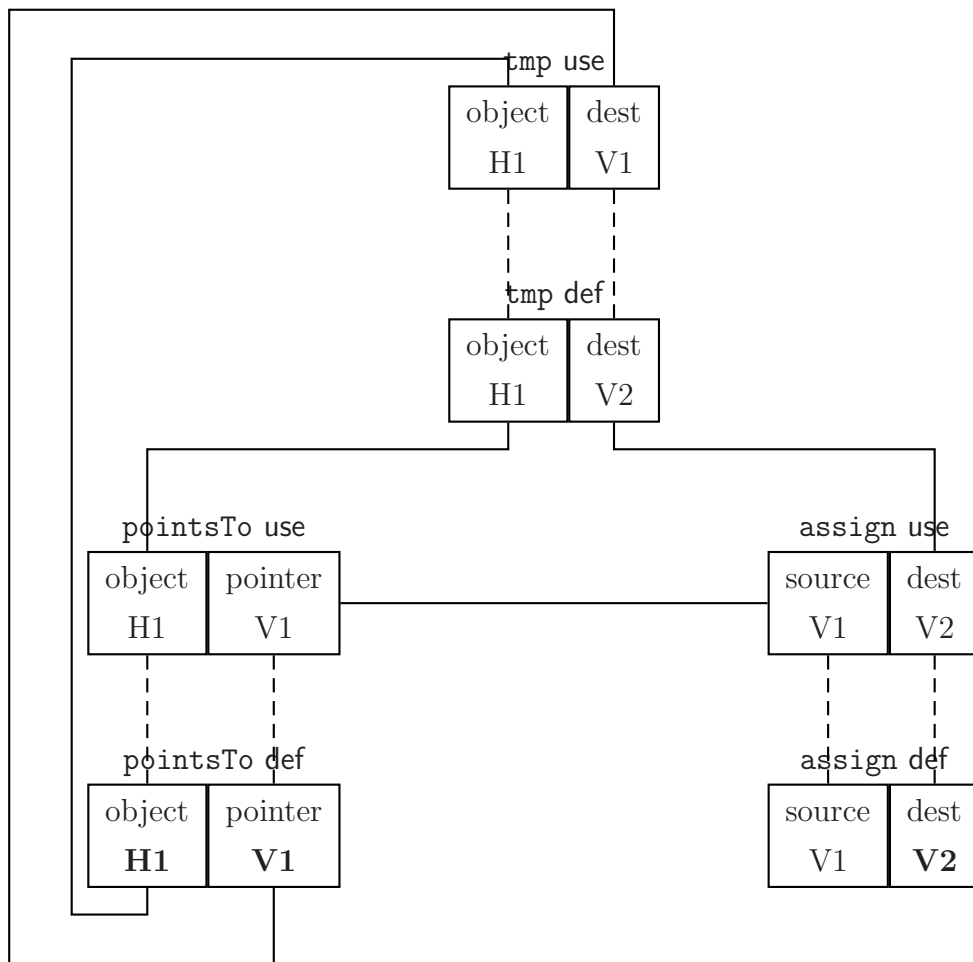 tmp use
object dest
H1 V1
tmp def
object dest
H1 V2
pointsTo use
object pointer
H1 V1
assign use
source dest
V1 V2
pointsTo def
object pointer
H1 V1
assign def
source dest
V1 V2